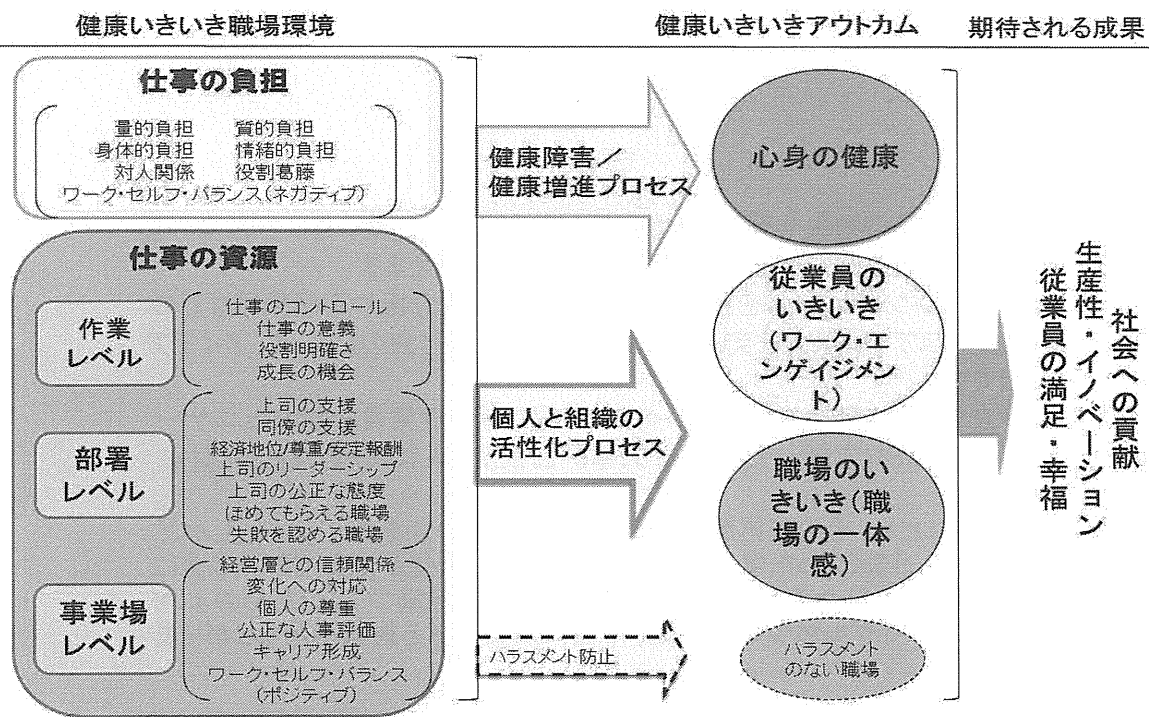 健康いきいき職場環境
健康いきいきアウトカム
期待される成果
仕事の負担
量的負担 質的負担
身体的負担 情緒的負担
対人関係 役割葛藤
ワーク・セルフ・バランス(ネガティブ)
仕事の資源
作業
レベル
仕事のコントロール
仕事の意義
役割明確さ
成長の機会
部署
レベル
上司の支援
同僚の支援
経済地位/尊重/安定報酬
上司のリーダーシップ
上司の公正な態度
ほめてもらえる職場
失敗を認める職場
事業場
レベル
経営層との信頼関係
変化への対応
個人の尊重
公正な人事評価
キャリア形成
ワーク・セルフ・バランス
(ポジティブ)
健康障害/
健康増進プロセス
個人と組織の
活性化プロセス
ハラスメント防止
心身の健康
従業員の
いきいき
(ワーク・エ
ンゲイジメン
ト)
職場のい
きいき(職
場の一体
感)
ハラスメント
のない職場
社会への貢献
生産性・イノベーション
従業員の満足・幸福